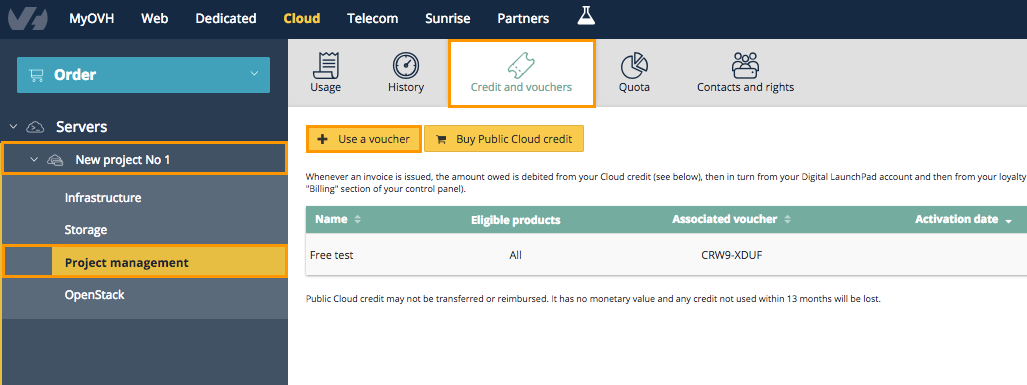 MyOVH Web Dedicated Cloud Telecom Sunrise Partners
Order
Servers
New project No 1
Infrastructure
Storage
Project management
OpenStack
Usage History Credit and vouchers Quota Contacts and rights
Use a voucher Buy Public Cloud credit
Whenever an invoice is issued, the amount owed is debited from your Cloud credit (see below), then in turn from your Digital LaunchPad account and then from your loyalty
"Billing" section of your control panel).
Name Eligible products Associated voucher Activation date
Free test All CRW9-XDUF
Public Cloud credit may not be transferred or reimbursed. It has no monetary value and any credit not used within 13 months will be lost.